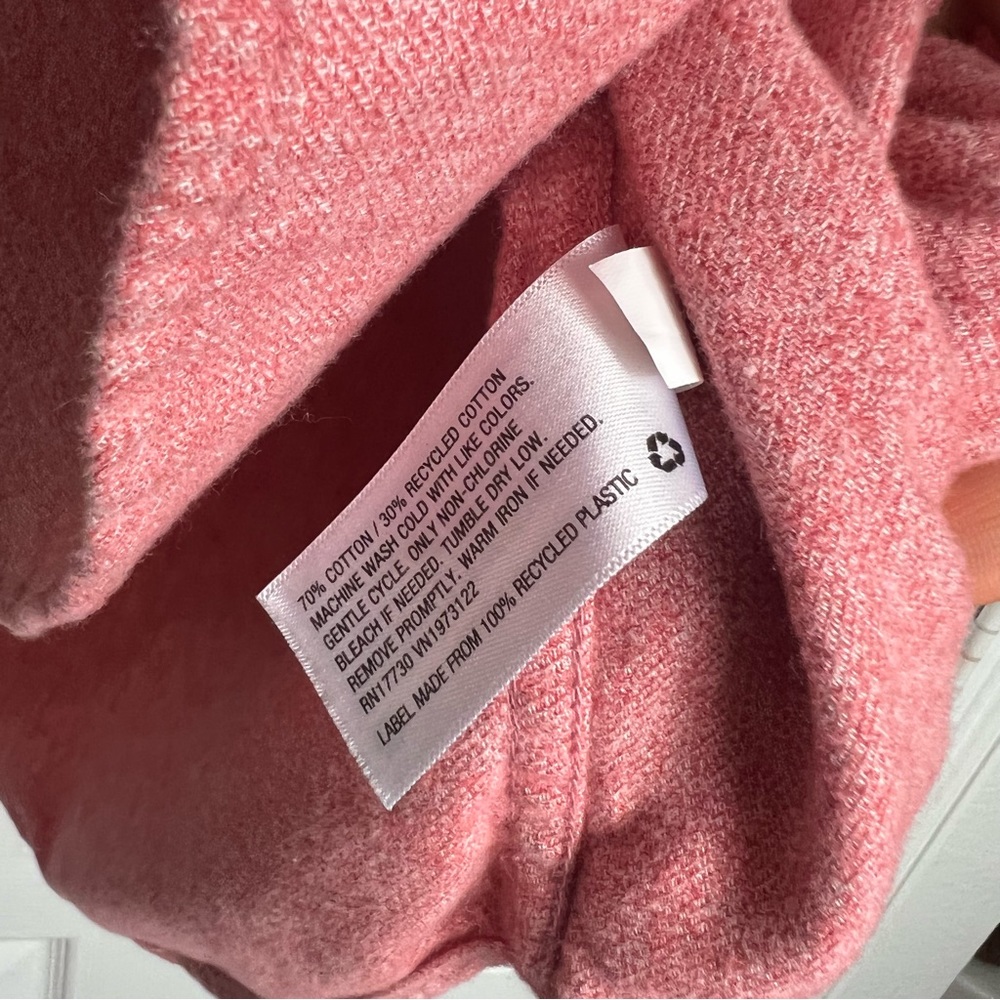 70% COTTON / 30% RECYCLED COTTON
MACHINE WASH COLD WITH LIKE COLORS.
GENTLE CYCLE. ONLY NON-CHLORINE
BLEACH IF NEEDED. TUMBLE DRY LOW.
REMOVE PROMPTLY. WARM IRON IF NEEDED.
RN17730 VN1973122
LABEL MADE FROM 100% RECYCLED PLASTIC